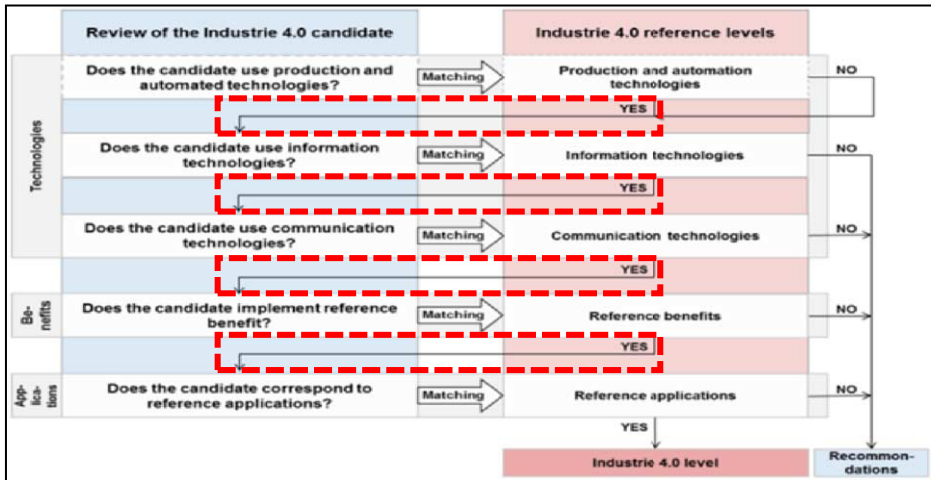 Review of the Industrie 4.0 candidate
Industrie 4.0 reference levels
Technologies
Does the candidate use production and
automated technologies?
Matching
Production and automation
technologies
NO
YES
Does the candidate use information
technologies?
Matching
Information technologies
NO
YES
Does the candidate use communication
technologies?
Matching
Communication technologies
NO
YES
Be-
nefits
Does the candidate implement reference
benefit?
Matching
Reference benefits
NO
YES
App-
lica-
tions
Does the candidate correspond to
reference applications?
Matching
Reference applications
NO
YES
Industrie 4.0 level
Recommon-
dations